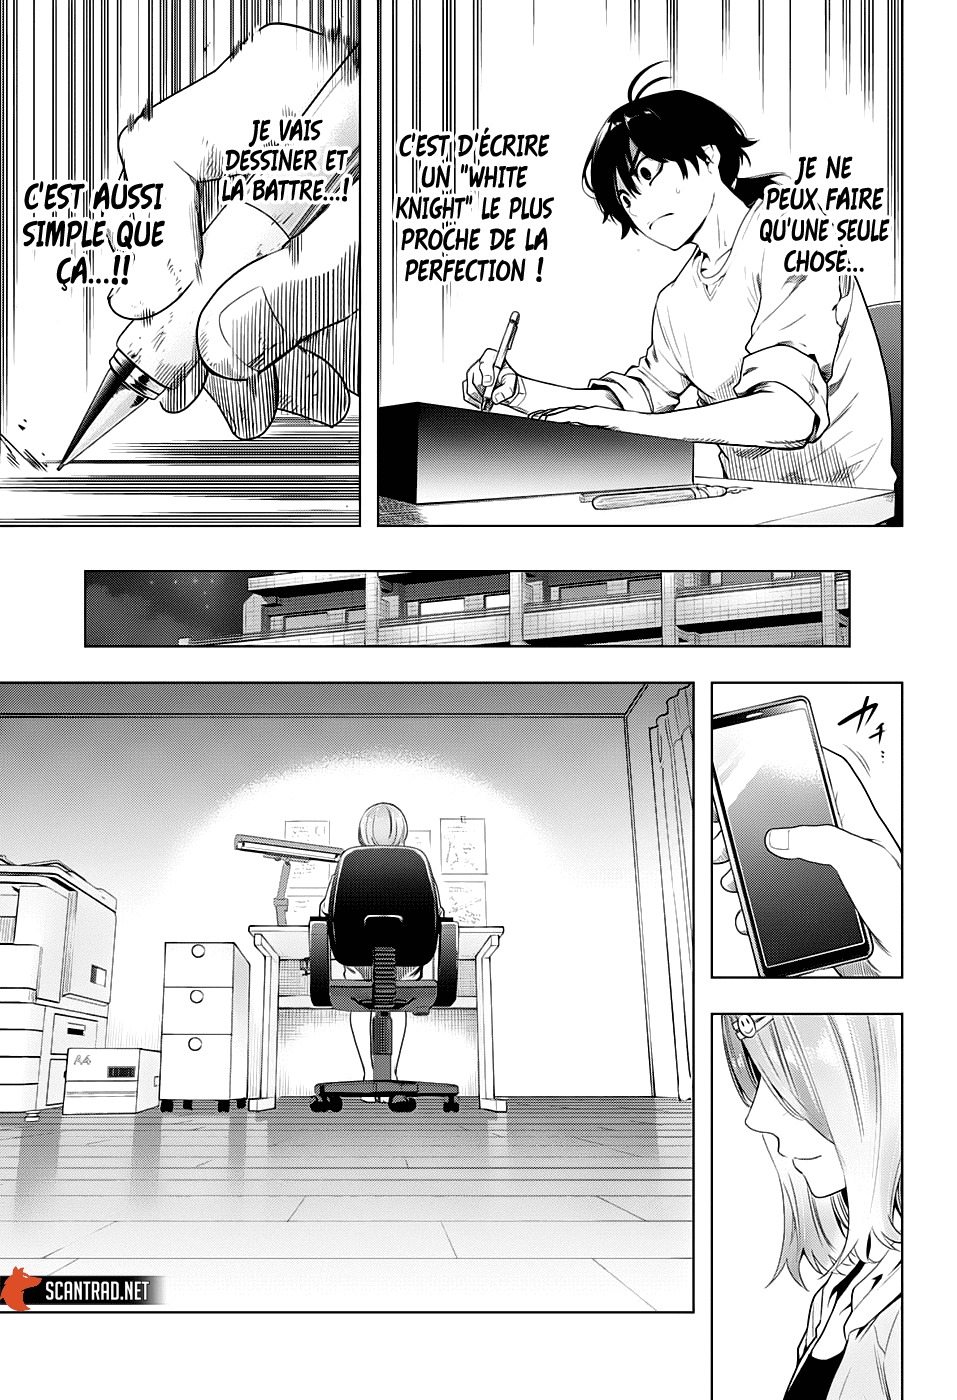 JE NE
PEUX FAIRE
QU'UNE SEULE
CHOSE...
C'EST D'ÉCRIRE
UN "WHITE
KNIGHT" LE PLUS
PROCHE DE LA
PERFECTION !
JE VAIS
DESSINER ET
LA BATTRE...!
C'EST AUSSI
SIMPLE QUE
ÇA...!!
カチ…
A4
SCANTRAD.NET